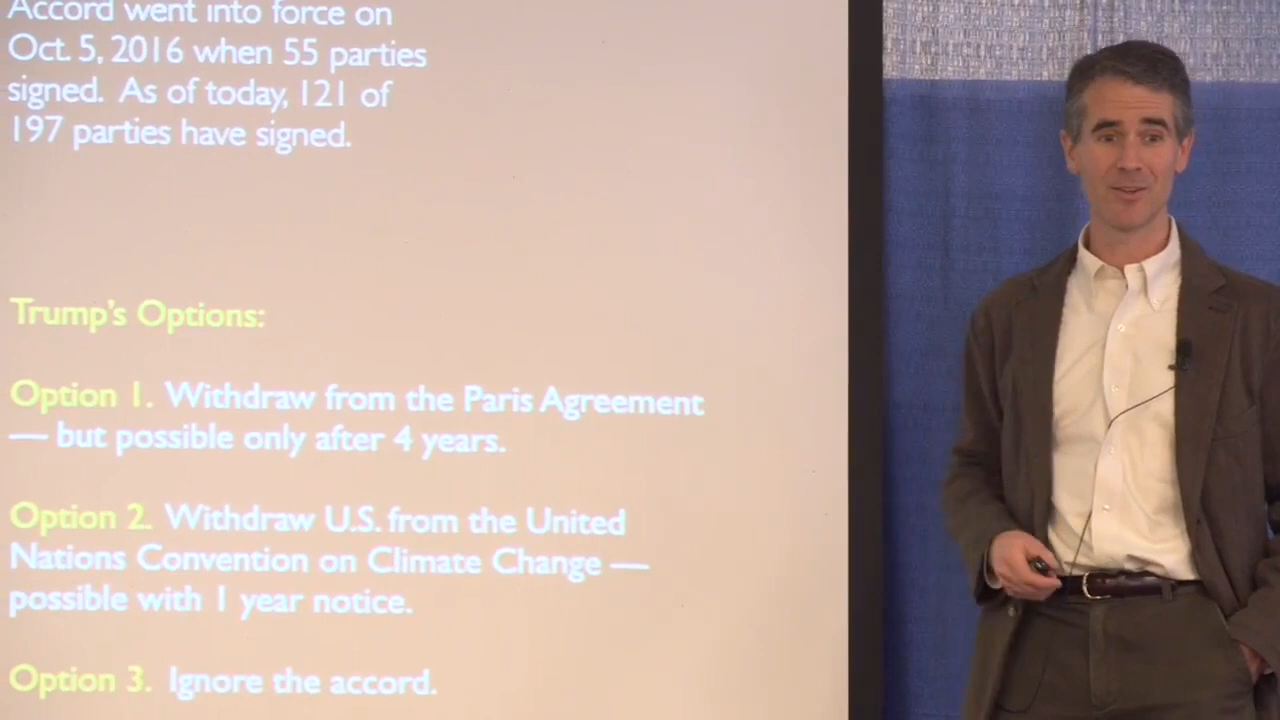 Accord went into force on
Oct. 5, 2016 when 55 parties
signed. As of today, 121 of
197 parties have signed.
Trump's Options:
Option 1. Withdraw from the Paris Agreement
— but possible only after 4 years.
Option 2. Withdraw U.S. from the United
Nations Convention on Climate Change —
possible with 1 year notice.
Option 3. Ignore the accord.